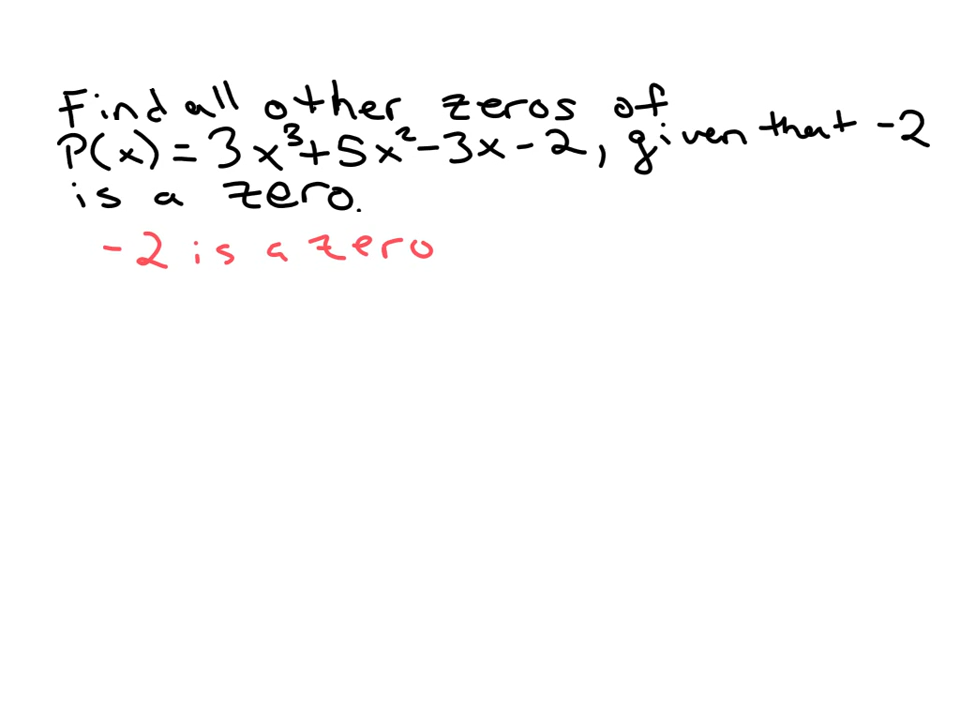 Find all other zeros of
P(x) = 3x³+5x²-3x-2, given that -2
is a zero.
-2 is a zero